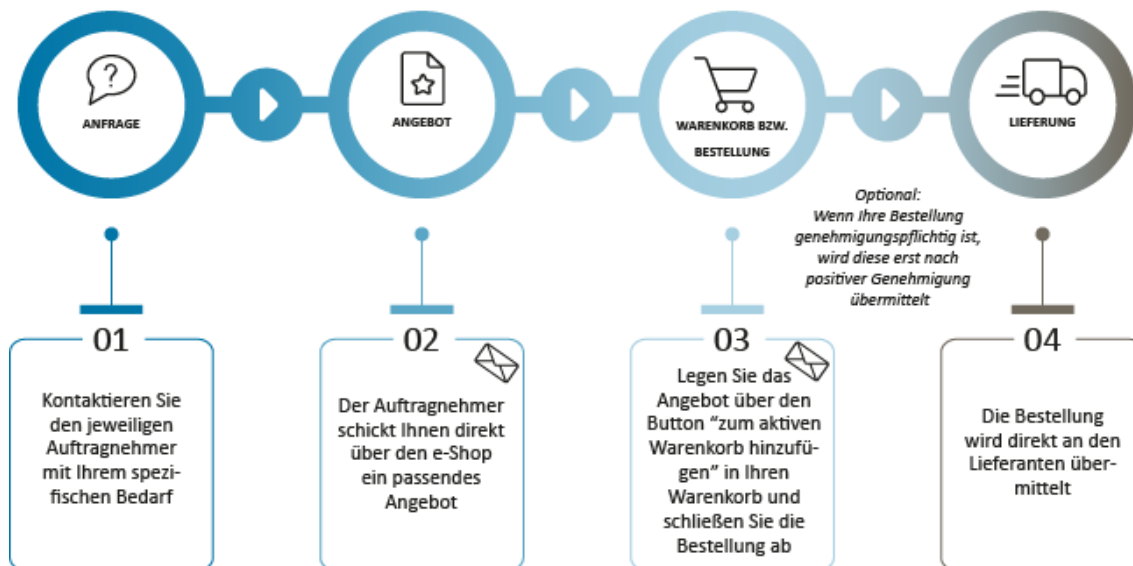 ?
ANFRAGE
ANGEBOT
WARENKORB BZW.
BESTELLUNG
LIEFERUNG
Optional:
Wenn Ihre Bestellung
genehmigungspflichtig ist,
wird diese erst nach
positiver Genehmigung
übermittelt
01
Kontaktieren Sie
den jeweiligen
Auftragnehmer
mit Ihrem spezi-
fischen Bedarf
02
Der Auftragnehmer
schickt Ihnen direkt
über den e-Shop
ein passendes
Angebot
03
Legen Sie das
Angebot über den
Button "zum aktiven
Warenkorb hinzufü-
gen" in Ihren
Warenkorb und
schließen Sie die
Bestellung ab
04
Die Bestellung
wird direkt an den
Lieferanten über-
mittelt